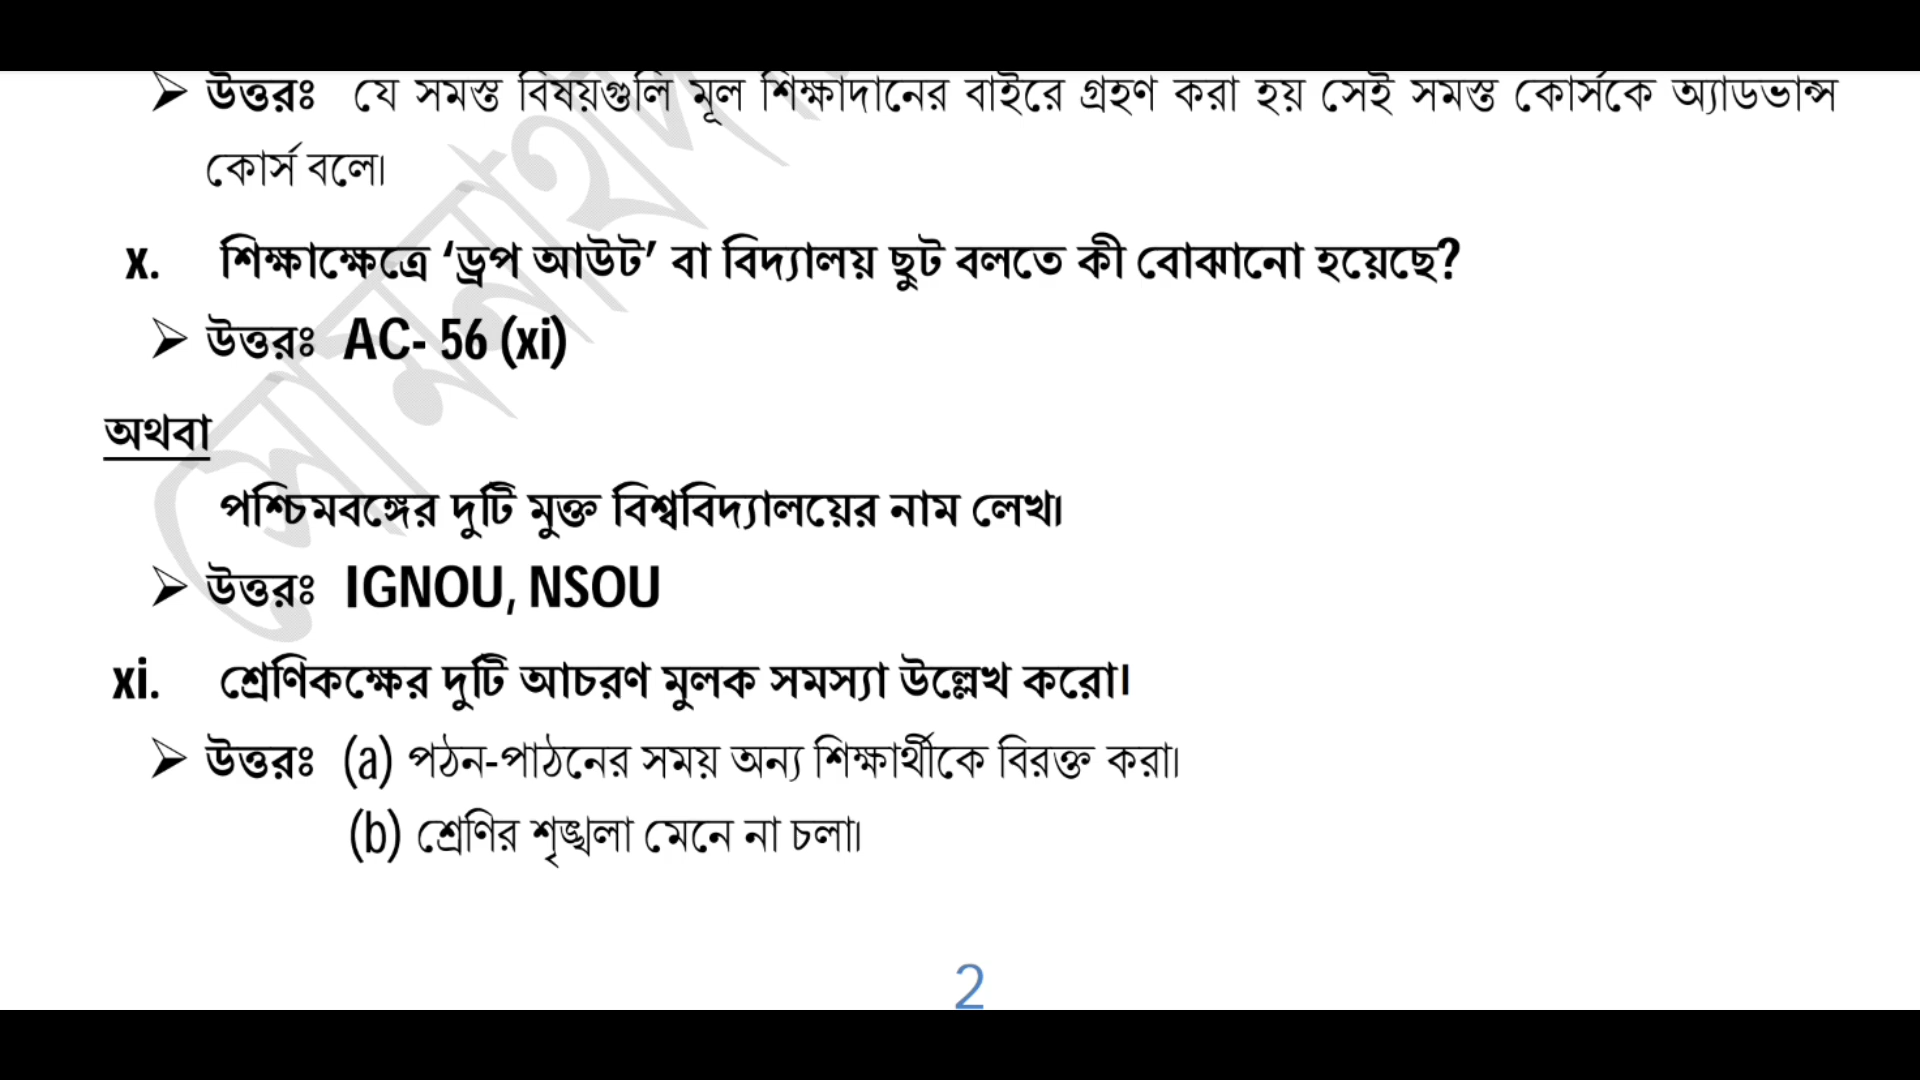 ➢ উত্তরঃ যে সমস্ত বিষয়গুলি মূল শিক্ষাদানের বাইরে গ্রহণ করা হয় সেই সমস্ত কোর্সকে অ্যাডভান্স
কোর্স বলে।
x. শিক্ষাক্ষেত্রে ‘ড্রপ আউট’ বা বিদ্যালয় ছুট বলতে কী বোঝানো হয়েছে?
➢ উত্তরঃ AC- 56 (xi)
অথবা
পশ্চিমবঙ্গের দুটি মুক্ত বিশ্ববিদ্যালয়ের নাম লেখ।
➢ উত্তরঃ IGNOU, NSOU
xi. শ্রেণিকক্ষের দুটি আচরণ মুলক সমস্যা উল্লেখ করো।
➢ উত্তরঃ (a) পঠন-পাঠনের সময় অন্য শিক্ষার্থীকে বিরক্ত করা।
(b) শ্রেণির শৃঙ্খলা মেনে না চলা।
2